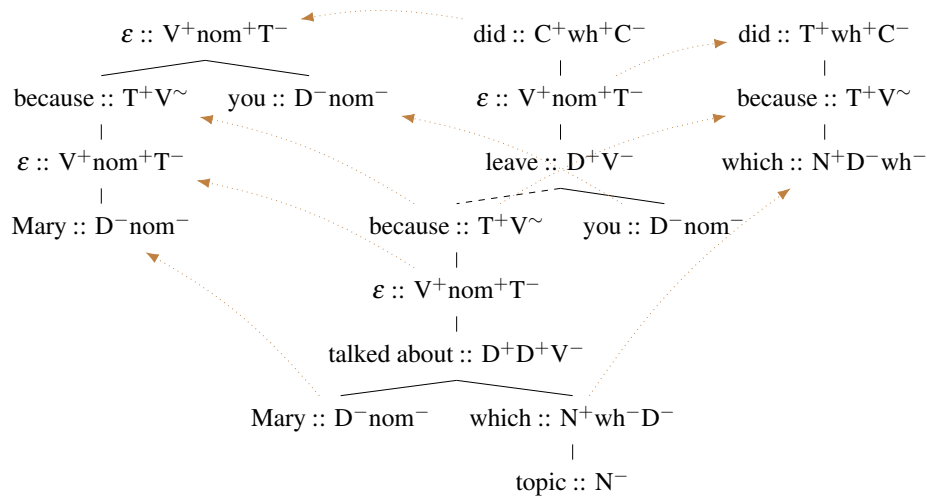 ε :: V⁺nom⁺T⁻ did :: C⁺wh⁺C⁻ did :: T⁺wh⁺C⁻
because :: T⁺V~ you :: D⁻nom⁻ ε :: V⁺nom⁺T⁻ because :: T⁺V~
ε :: V⁺nom⁺T⁻ leave :: D⁺V⁻ which :: N⁺D⁻wh⁻
Mary :: D⁻nom⁻ because :: T⁺V~ you :: D⁻nom⁻
ε :: V⁺nom⁺T⁻
talked about :: D⁺D⁺V⁻
Mary :: D⁻nom⁻ which :: N⁺wh⁻D⁻
topic :: N⁻